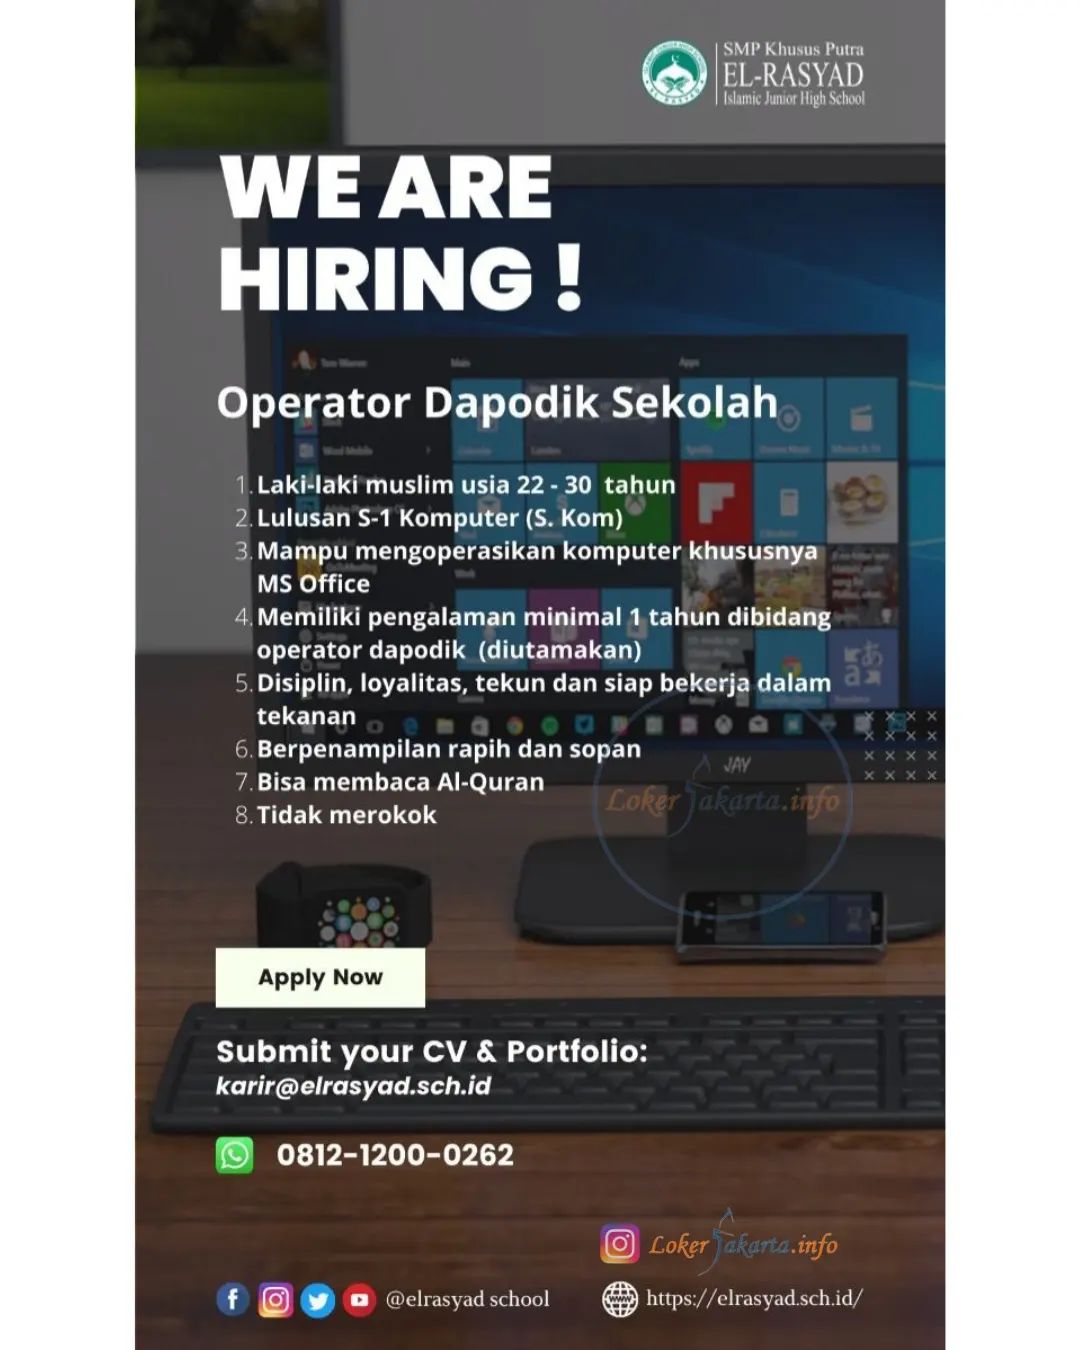 SMP Khusus Putra
EL-RASYAD
Islamic Junior High School
WE ARE
HIRING !
Operator Dapodik Sekolah
1. Laki-laki muslim usia 22 - 30 tahun
2. Lulusan S-1 Komputer (S. Kom)
3. Mampu mengoperasikan komputer khususnya
MS Office
4. Memiliki pengalaman minimal 1 tahun dibidang
operator dapodik (diutamakan)
5. Disiplin, loyalitas, tekun dan siap bekerja dalam
tekanan
6. Berpenampilan rapih dan sopan
7. Bisa membaca Al-Quran
8. Tidak merokok
JAY
Loker Jakarta.info
Apply Now
Submit your CV & Portfolio:
karir@elrasyad.sch.id
0812-1200-0262
Loker Jakarta.info
@elrasyad school
https://elrasyad.sch.id/